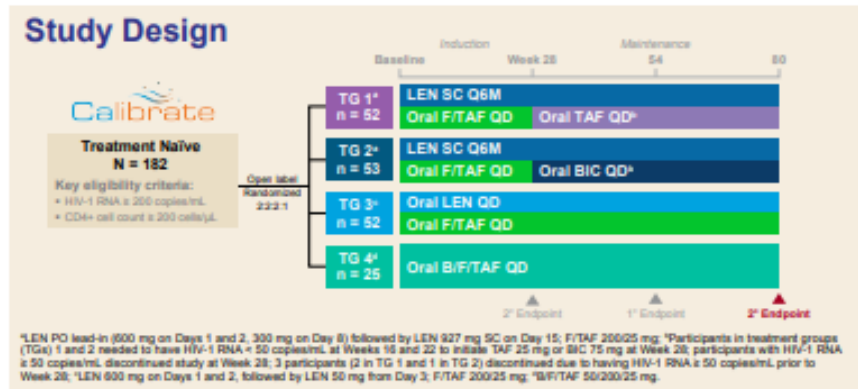 Study Design
Induction Maintenance
Baseline Week 28 54 80
Calibrate
Treatment Naïve
N = 182
Key eligibility criteria:
• HIV-1 RNA ≥ 200 copies/mL
• CD4+ cell count ≥ 200 cells/µL
Open label
Randomized
2:2:2:1
TG 1ᵃ
n = 52
LEN SC Q6M
Oral F/TAF QD Oral TAF QDᵇ
TG 2ᵃ
n = 53
LEN SC Q6M
Oral F/TAF QD Oral BIC QDᵇ
TG 3ᶜ
n = 52
Oral LEN QD
Oral F/TAF QD
TG 4ᵈ
n = 25
Oral B/F/TAF QD
2° Endpoint 1° Endpoint 2° Endpoint
ᵃLEN PO lead-in (600 mg on Days 1 and 2, 300 mg on Day 8) followed by LEN 927 mg SC on Day 15; F/TAF 200/25 mg; ᵇParticipants in treatment groups
(TGs) 1 and 2 needed to have HIV-1 RNA < 50 copies/mL at Weeks 16 and 22 to initiate TAF 25 mg or BIC 75 mg at Week 28; participants with HIV-1 RNA
≥ 50 copies/mL discontinued study at Week 28; 3 participants (2 in TG 1 and 1 in TG 2) discontinued due to having HIV-1 RNA ≥ 50 copies/mL prior to
Week 28; ᶜLEN 600 mg on Days 1 and 2, followed by LEN 50 mg from Day 3; F/TAF 200/25 mg; ᵈB/F/TAF 50/200/25 mg.